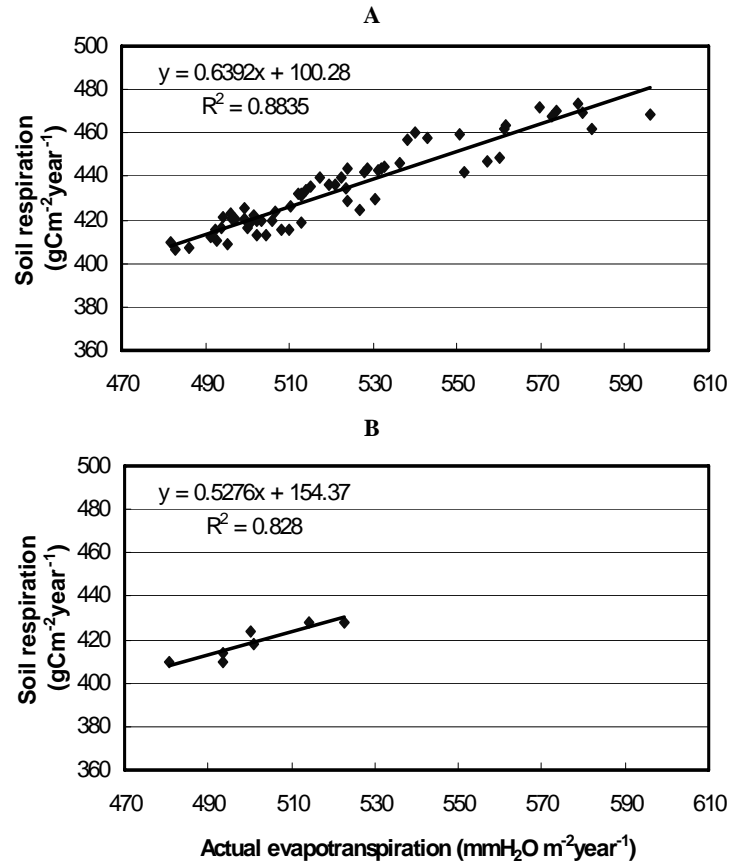 A
500
480
460
440
420
400
380
360
y = 0.6392x + 100.28
R² = 0.8835
Soil respiration
(gCm⁻²year⁻¹)
470 490 510 530 550 570 590 610
B
500
480
460
440
420
400
380
360
y = 0.5276x + 154.37
R² = 0.828
Soil respiration
(gCm⁻²year⁻¹)
470 490 510 530 550 570 590 610
Actual evapotranspiration (mmH₂O m⁻²year⁻¹)